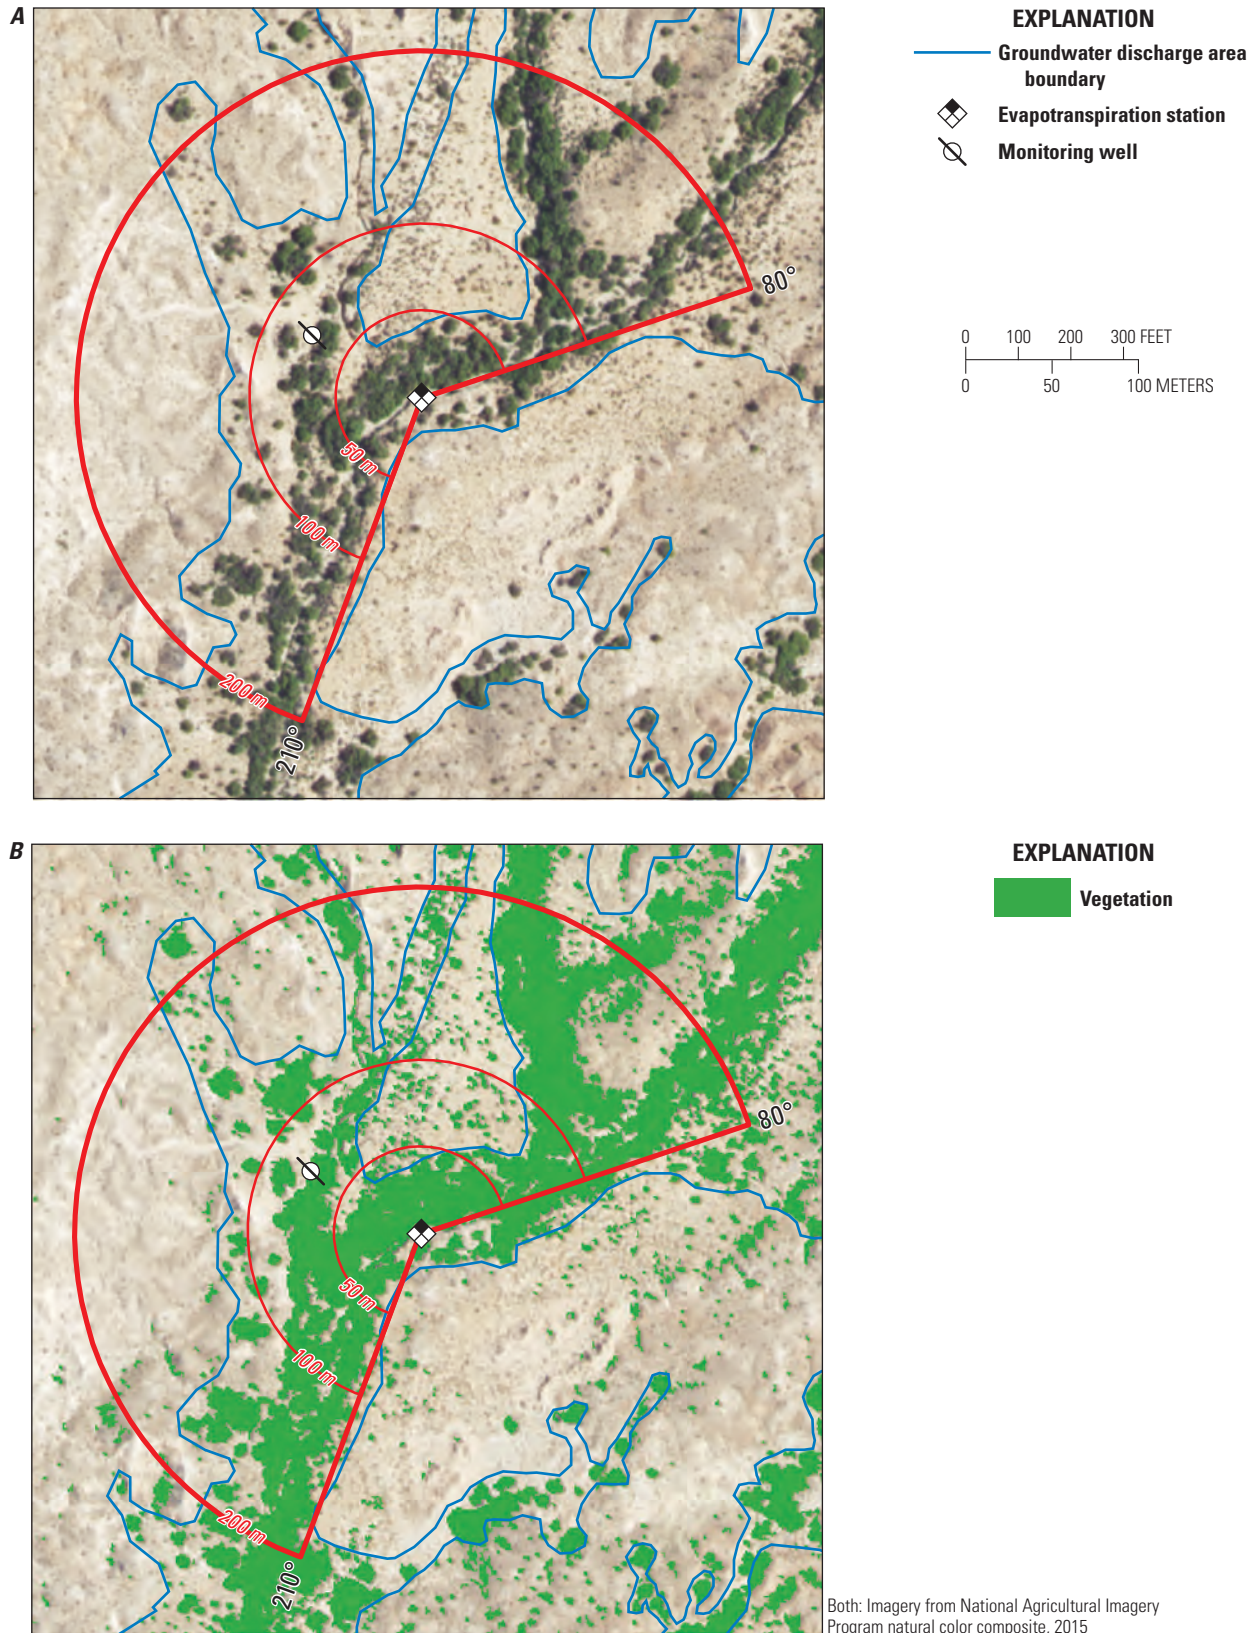 A
EXPLANATION
Groundwater discharge area
boundary
Evapotranspiration station
Monitoring well
80°
0 100 200 300 FEET
0 50 100 METERS
50 m
100 m
200 m
210°
B
EXPLANATION
Vegetation
80°
50 m
100 m
200 m
210°
Both: Imagery from National Agricultural Imagery
Program natural color composite, 2015